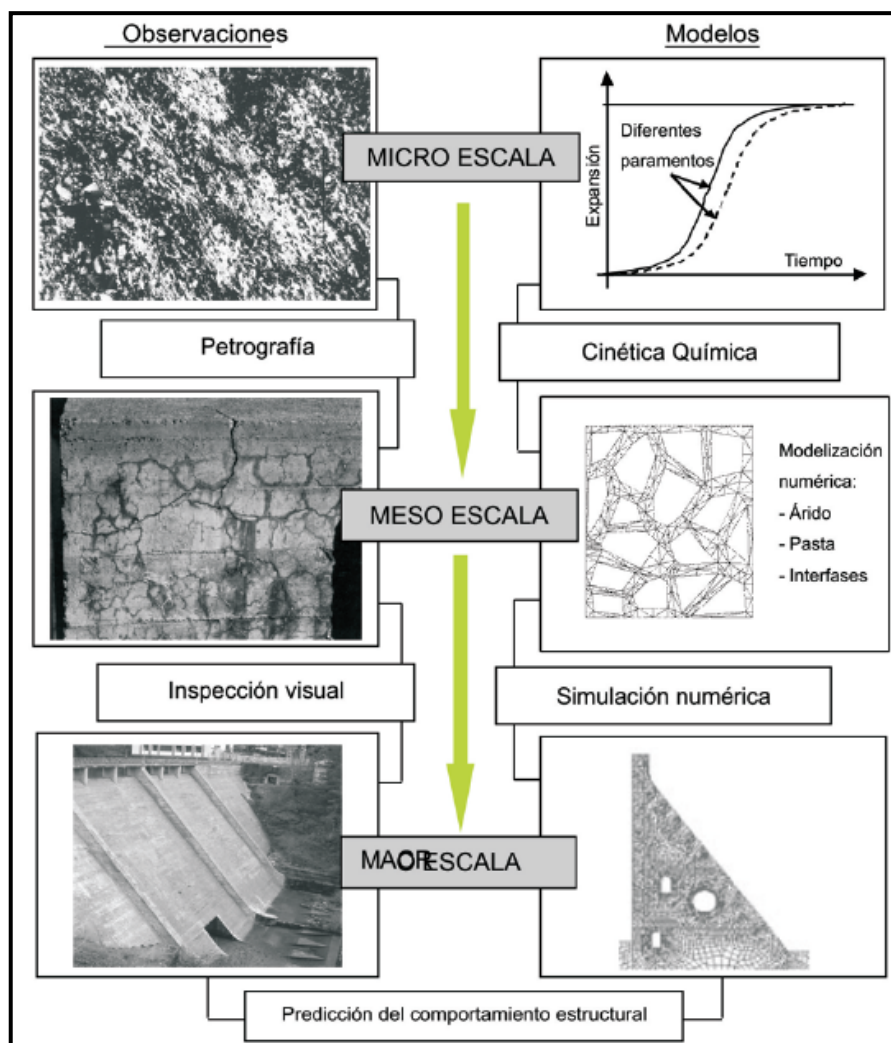 Observaciones
Modelos
MICRO ESCALA
Expansión
Diferentes
paramentos
Tiempo
Petrografía
Cinética Química
MESO ESCALA
Modelización
numérica:
- Árido
- Pasta
- Interfases
Inspección visual
Simulación numérica
MAORO ESCALA
Predicción del comportamiento estructural